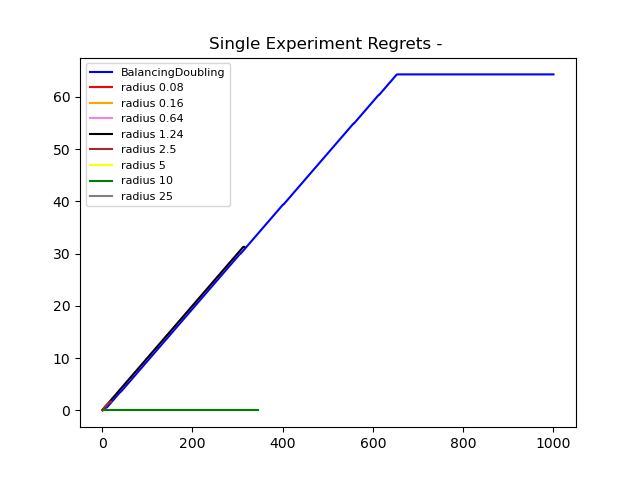 Single Experiment Regrets -
BalancingDoubling
radius 0.08
radius 0.16
radius 0.64
radius 1.24
radius 2.5
radius 5
radius 10
radius 25
60
50
40
30
20
10
0
0 200 400 600 800 1000